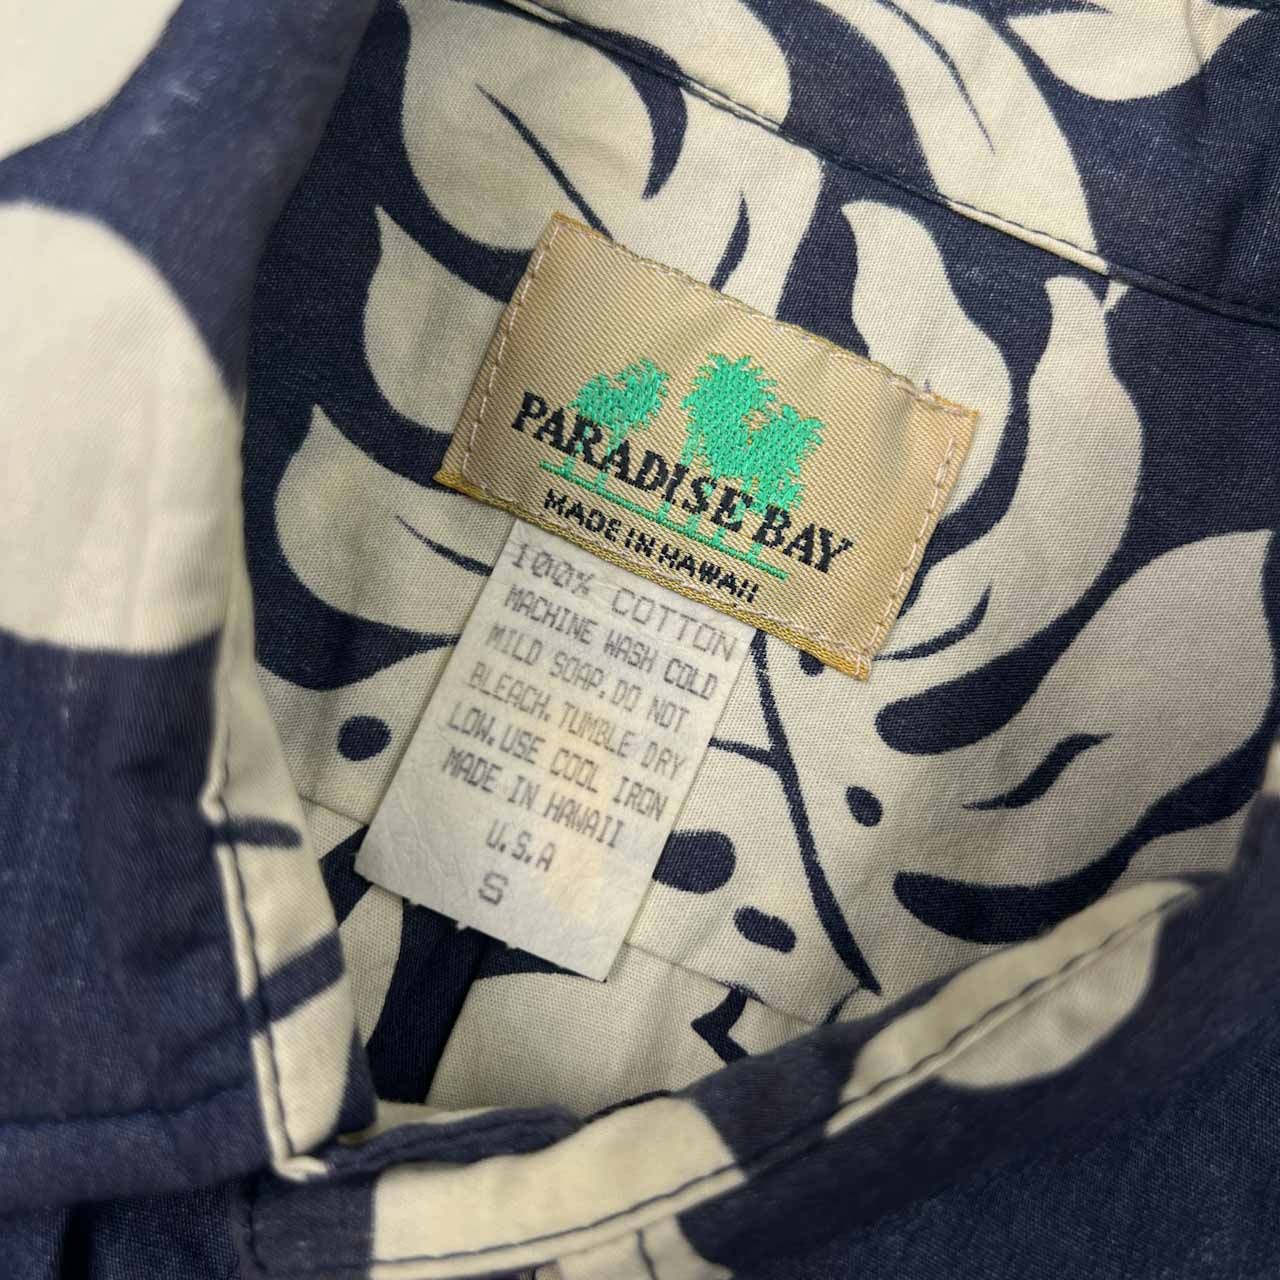 PARADISE BAY
MADE IN HAWAII
100% COTTON
MACHINE WASH COLD
MILD SOAP. DO NOT
BLEACH. TUMBLE DRY
LOW. USE COOL IRON
MADE IN HAWAII
U.S.A
S